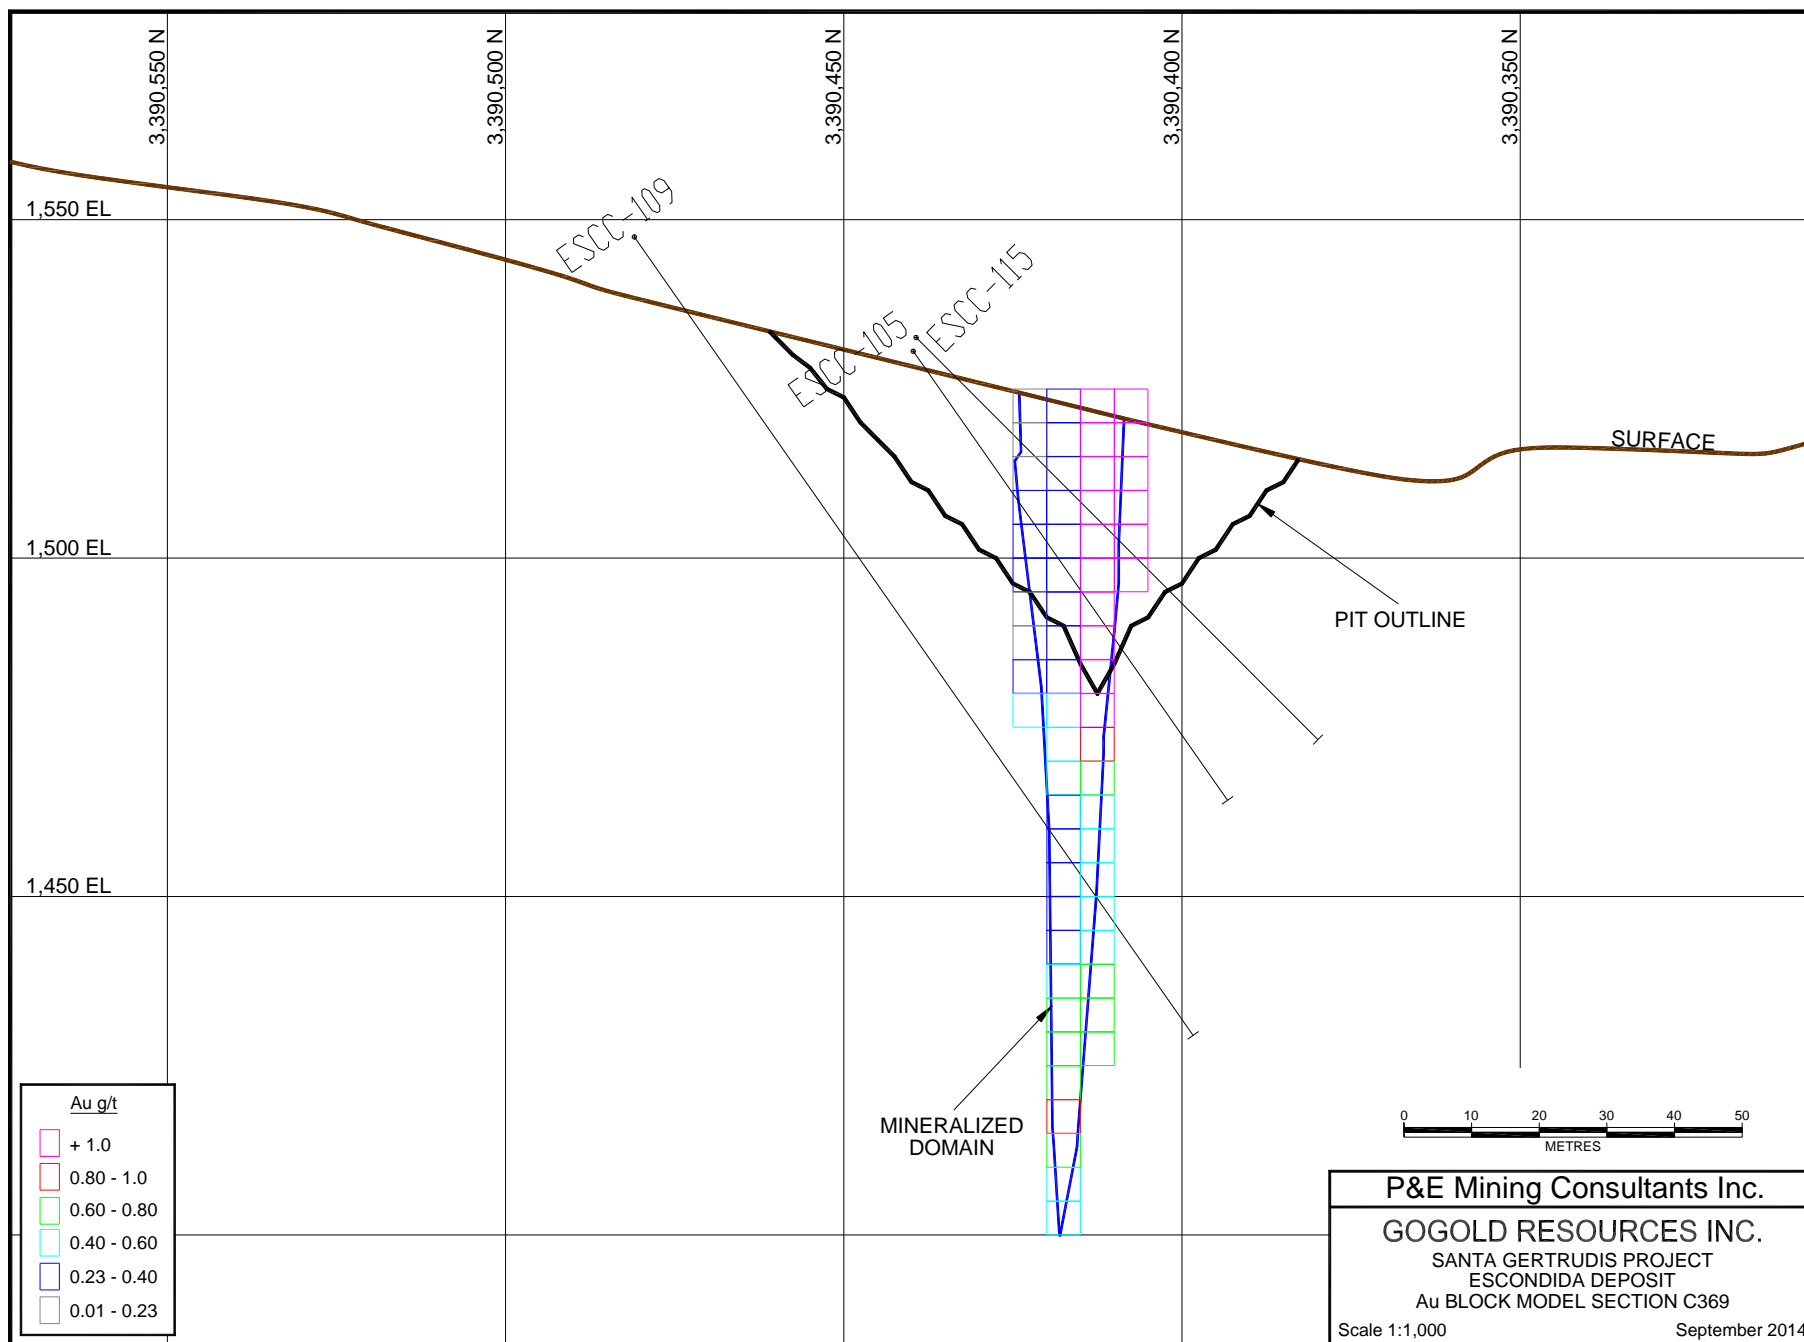 3,390,550 N
3,390,500 N
3,390,450 N
3,390,400 N
3,390,350 N
1,550 EL
ESCC-109
ESCC-115
ESCC-105
SURFACE
1,500 EL
PIT OUTLINE
1,450 EL
MINERALIZED
DOMAIN
Au g/t
+ 1.0
0.80 - 1.0
0.60 - 0.80
0.40 - 0.60
0.23 - 0.40
0.01 - 0.23
0 10 20 30 40 50
METRES
P&E Mining Consultants Inc.
GOGOLD RESOURCES INC.
SANTA GERTRUDIS PROJECT
ESCONDIDA DEPOSIT
Au BLOCK MODEL SECTION C369
Scale 1:1,000 September 2014